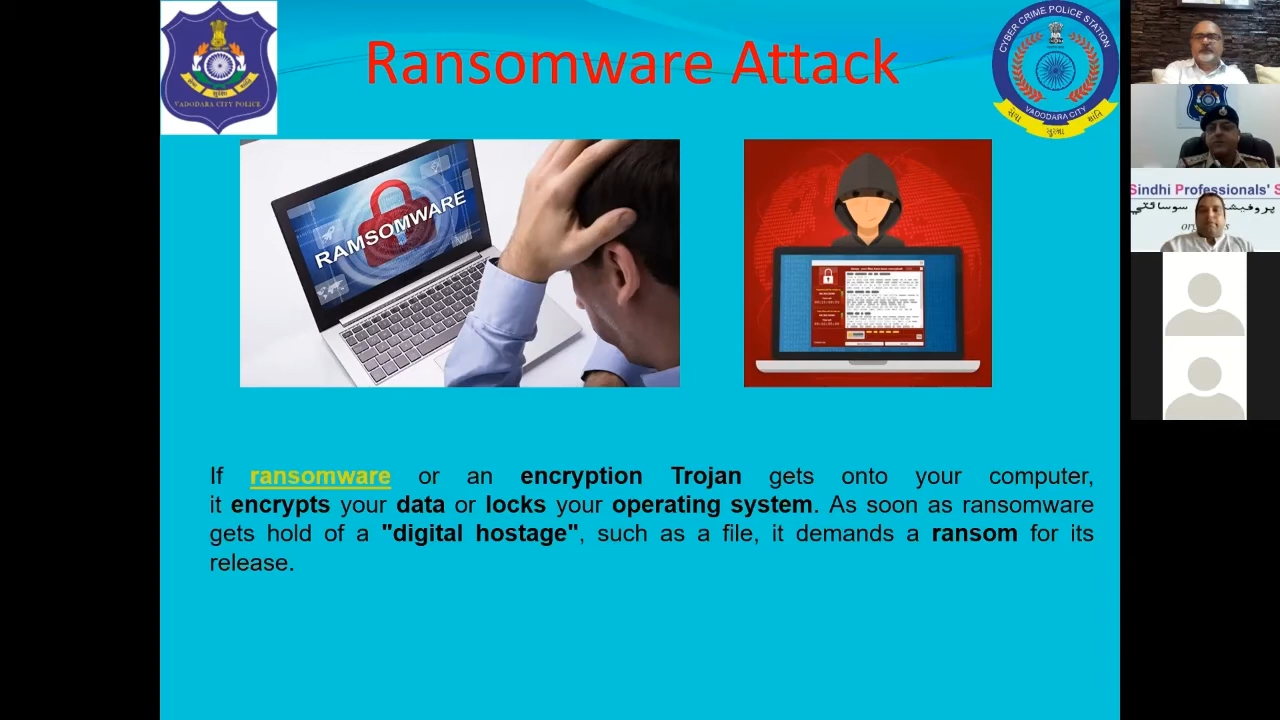 Ransomware Attack
VADODARA CITY POLICE
CYBER CRIME POLICE STATION
VADODARA CITY
સેવા
સુરક્ષા
શાંતિ
RAMSOMWARE
If ransomware or an encryption Trojan gets onto your computer,
it encrypts your data or locks your operating system. As soon as ransomware
gets hold of a "digital hostage", such as a file, it demands a ransom for its
release.
Sindhi Professionals' S